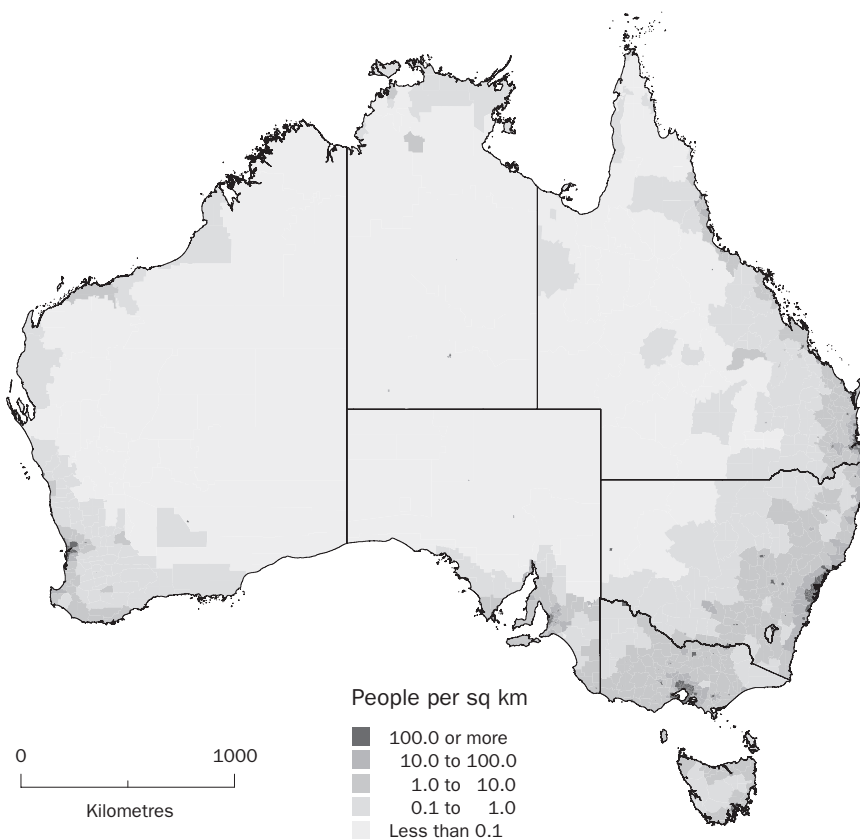 People per sq km
100.0 or more
10.0 to 100.0
1.0 to 10.0
0.1 to 1.0
Less than 0.1
0 1000
Kilometres